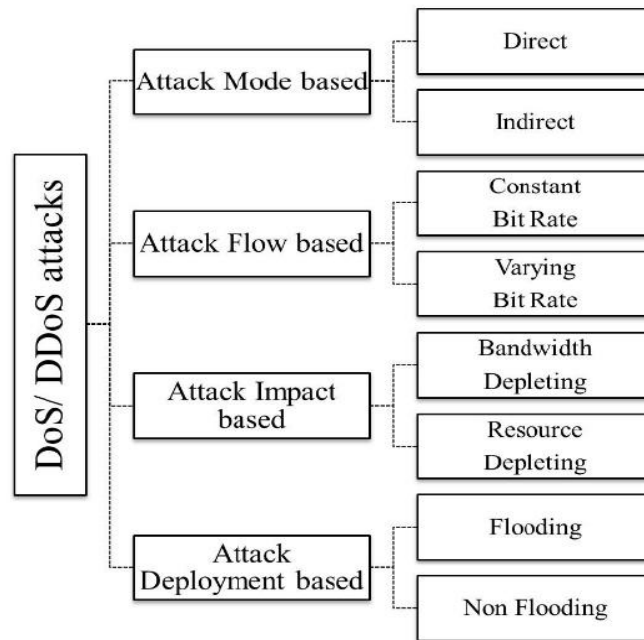 DoS/ DDoS attacks
Attack Mode based
Direct
Indirect
Attack Flow based
Constant
Bit Rate
Varying
Bit Rate
Attack Impact
based
Bandwidth
Depleting
Resource
Depleting
Attack
Deployment based
Flooding
Non Flooding